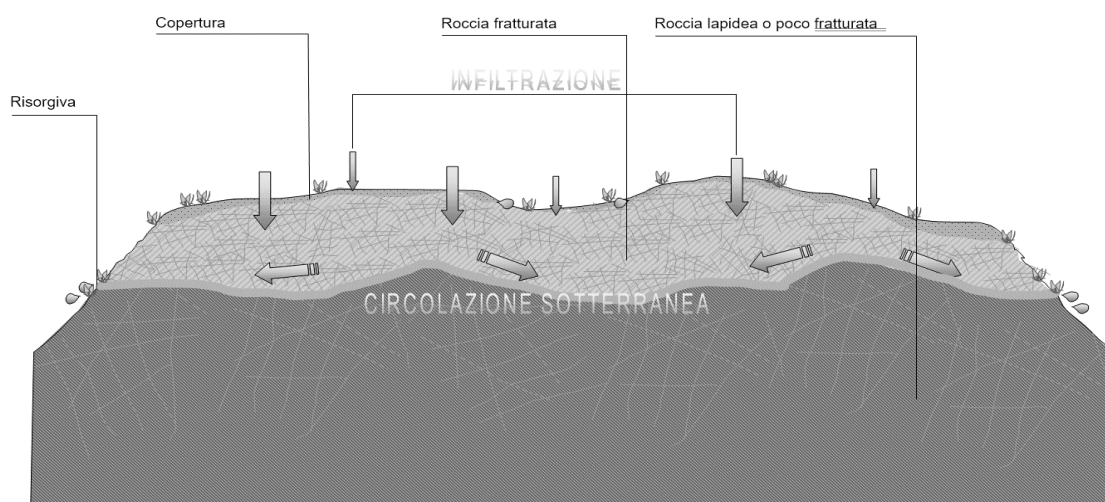 Copertura
Roccia fratturata
Roccia lapidea o poco fratturata
INFILTRAZIONE
Risorgiva
CIRCOLAZIONE SOTTERRANEA